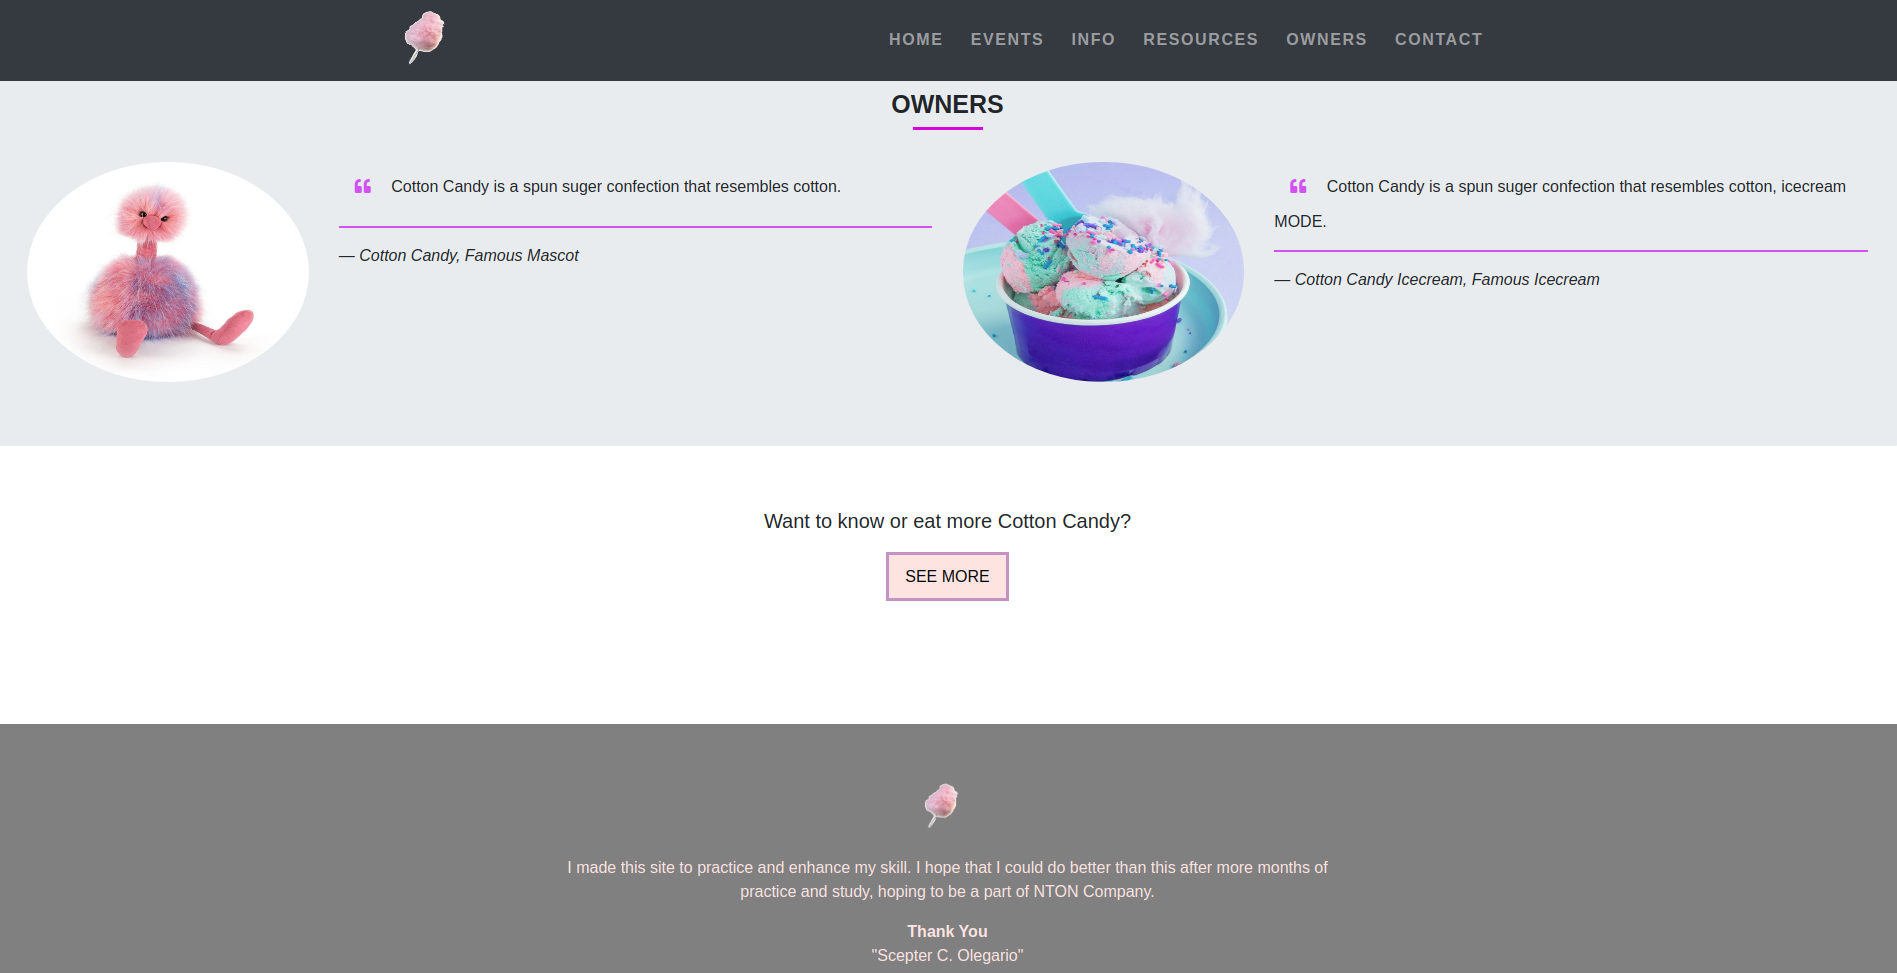 HOME EVENTS INFO RESOURCES OWNERS CONTACT
OWNERS
Cotton Candy is a spun suger confection that resembles cotton.
— Cotton Candy, Famous Mascot
Cotton Candy is a spun suger confection that resembles cotton, icecream
MODE.
— Cotton Candy Icecream, Famous Icecream
Want to know or eat more Cotton Candy?
SEE MORE
I made this site to practice and enhance my skill. I hope that I could do better than this after more months of
practice and study, hoping to be a part of NTON Company.
Thank You
"Scepter C. Olegario"